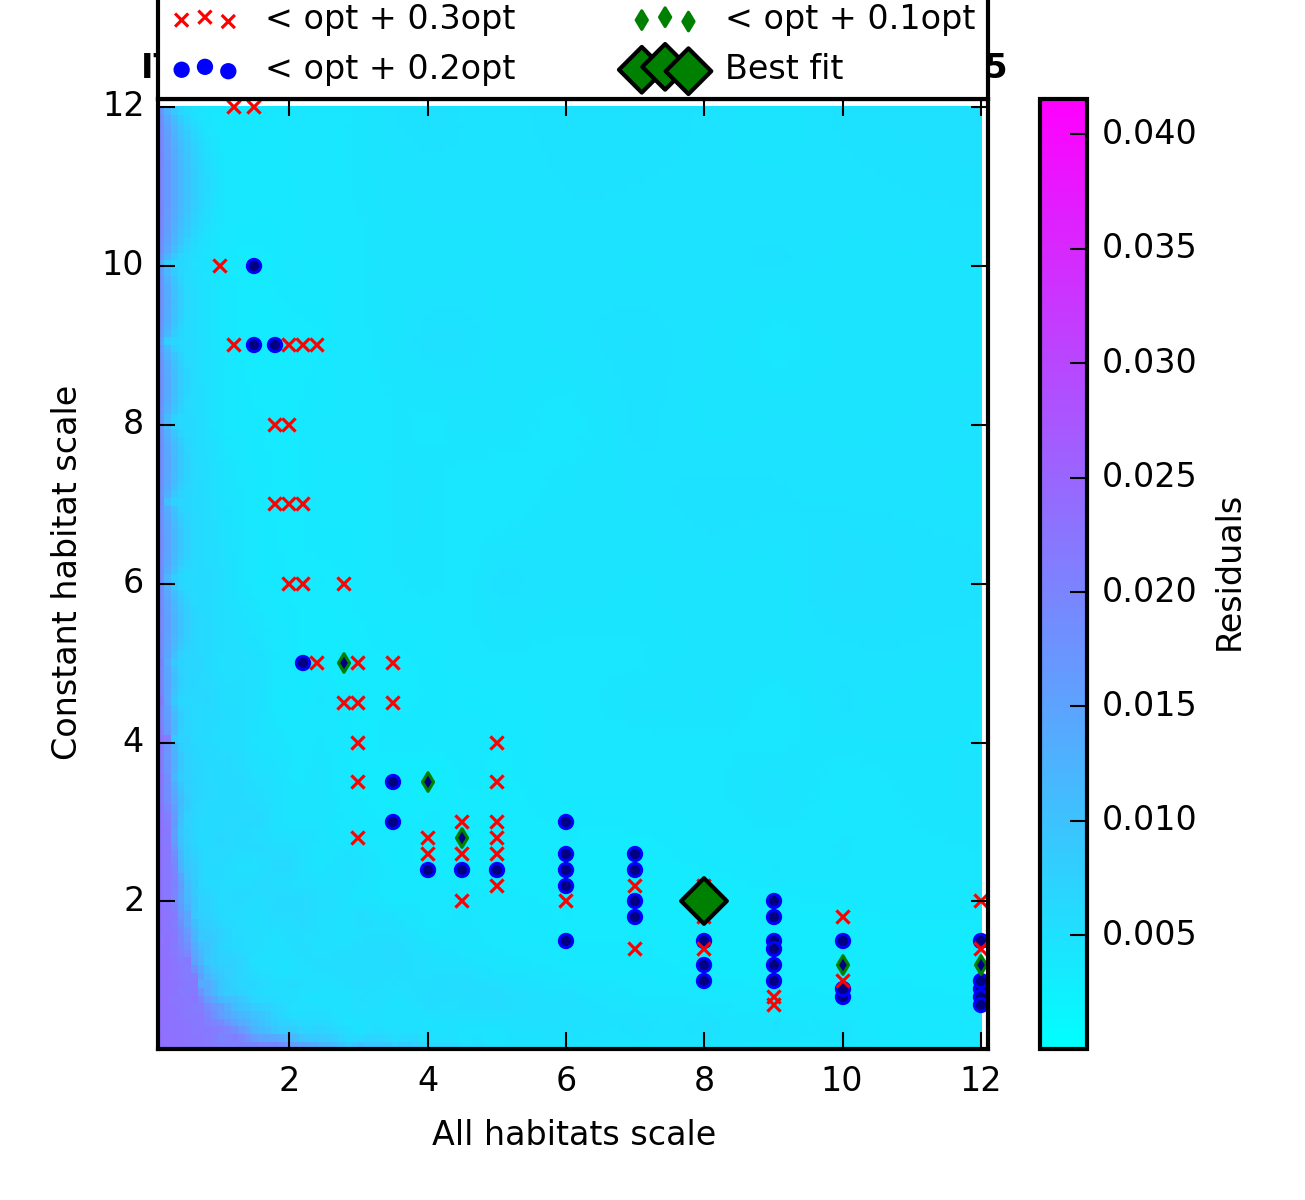 < opt + 0.3opt
< opt + 0.1opt
< opt + 0.2opt
Best fit
5
12
10
8
6
4
2
Constant habitat scale
2 4 6 8 10 12
All habitats scale
0.040
0.035
0.030
0.025
0.020
0.015
0.010
0.005
Residuals